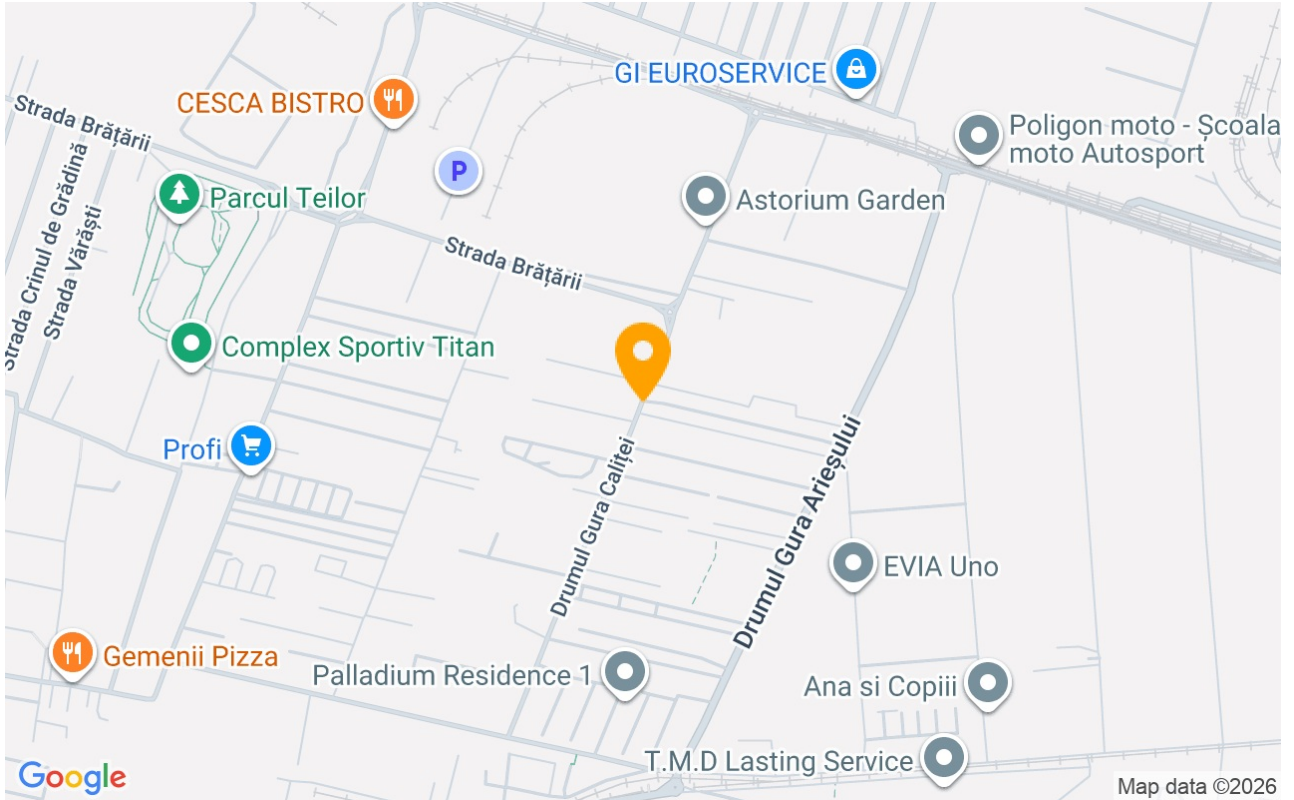 GI EUROSERVICE
CESCA BISTRO
Strada Brățării
Poligon moto - Școala
moto Autosport
P
Strada Crinul de Grădină
Strada Vărăști
Parcul Teilor
Astorium Garden
Strada Brățării
Complex Sportiv Titan
Profi
Drumul Gura Caliței
Drumul Gura Arieșului
EVIA Uno
Gemenii Pizza
Palladium Residence 1
Ana si Copiii
T.M.D Lasting Service
Google
Map data ©2026